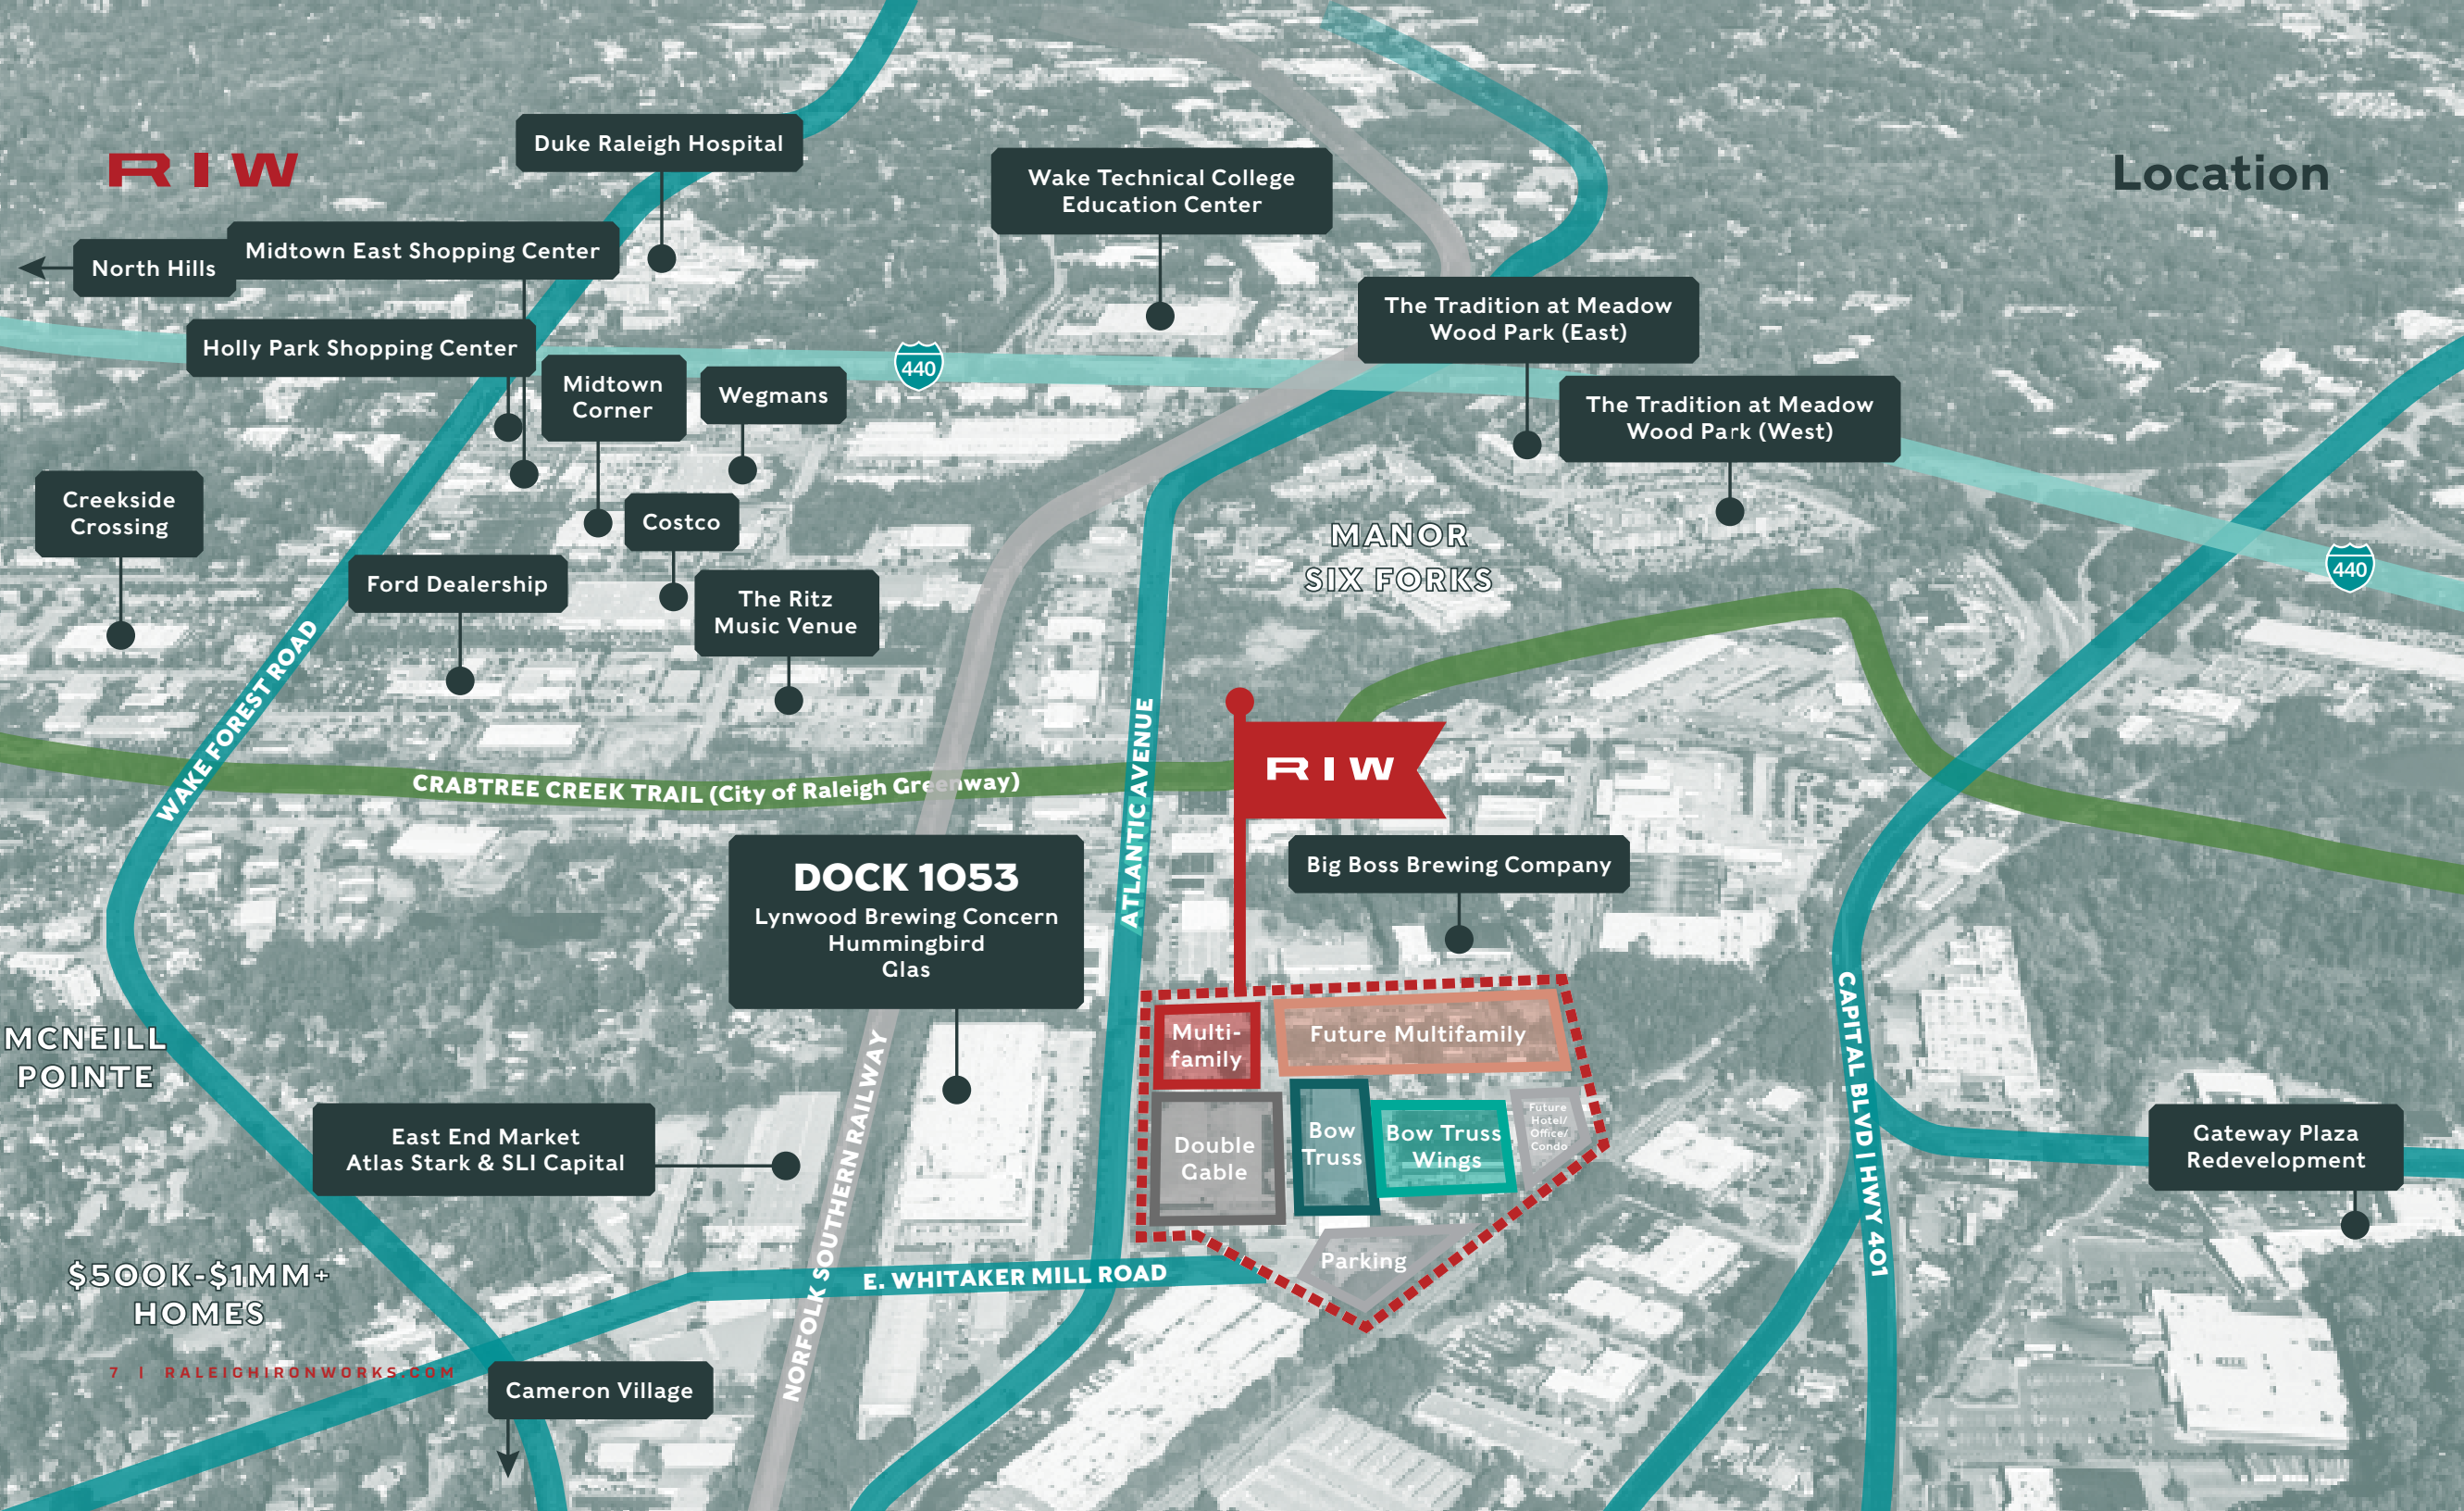 RIW
Location
Duke Raleigh Hospital
Wake Technical College
Education Center
North Hills
Midtown East Shopping Center
Holly Park Shopping Center
440
Midtown
Corner
Wegmans
The Tradition at Meadow
Wood Park (East)
The Tradition at Meadow
Wood Park (West)
440
Creekside
Crossing
Costco
Ford Dealership
The Ritz
Music Venue
MANOR
SIX FORKS
WAKE FOREST ROAD
CRABTREE CREEK TRAIL (City of Raleigh Greenway)
ATLANTIC AVENUE
RIW
DOCK 1053
Lynwood Brewing Concern
Hummingbird
Glas
Big Boss Brewing Company
MCNEILL
POINTE
Multi-
family
Future Multifamily
Double
Gable
Bow
Truss
Bow Truss
Wings
Future
Hotel/
Office/
Condo
Parking
CAPITAL BLVD | HWY 401
East End Market
Atlas Stark & SLI Capital
NORFOLK SOUTHERN RAILWAY
Gateway Plaza
Redevelopment
E. WHITAKER MILL ROAD
$500K-$1MM+
HOMES
7 | RALEIGHIRONWORKS.COM
Cameron Village